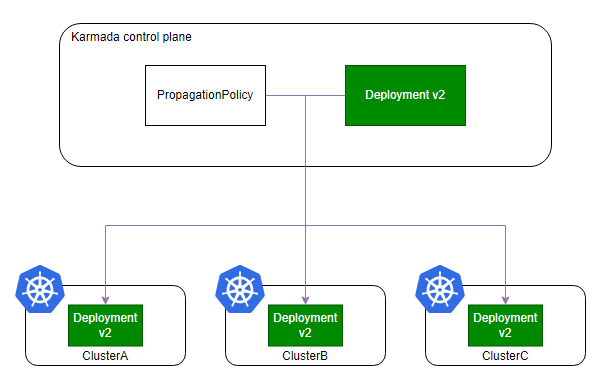 Karmada control plane
PropagationPolicy
Deployment v2
Deployment
v2
ClusterA
Deployment
v2
ClusterB
Deployment
v2
ClusterC